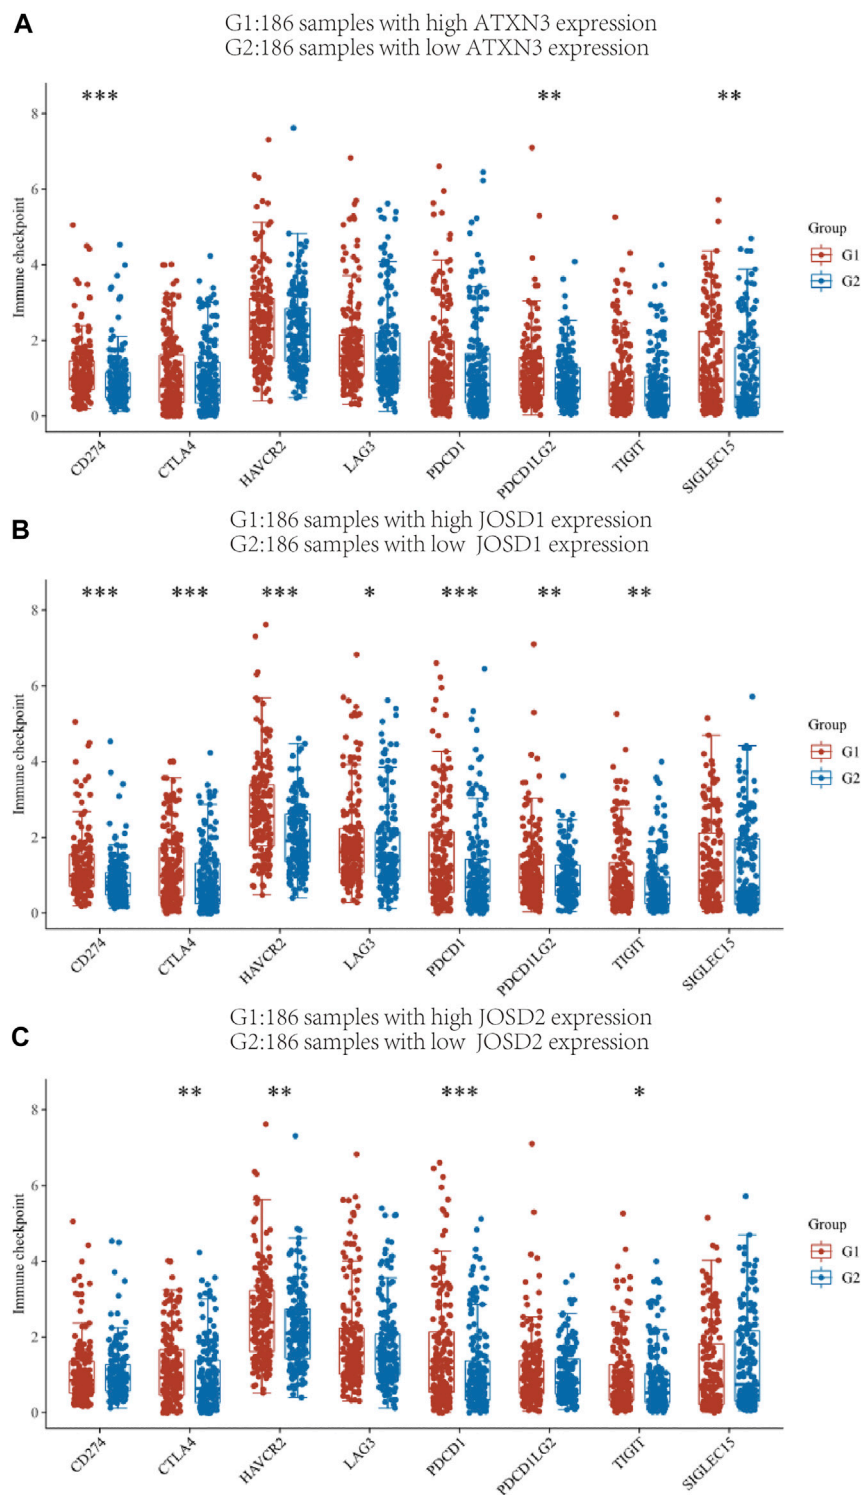 A
G1:186 samples with high ATXN3 expression
G2:186 samples with low ATXN3 expression
*** ** **
8
6
4
2
0
Immune checkpoint
CD274 CTLA4 HAVCR2 LAG3 PDCD1 PDCD1LG2 TIGIT SIGLEC15
Group
G1
G2
B
G1:186 samples with high JOSD1 expression
G2:186 samples with low JOSD1 expression
*** *** *** * *** ** **
8
6
4
2
0
Immune checkpoint
CD274 CTLA4 HAVCR2 LAG3 PDCD1 PDCD1LG2 TIGIT SIGLEC15
Group
G1
G2
C
G1:186 samples with high JOSD2 expression
G2:186 samples with low JOSD2 expression
** ** *** *
8
6
4
2
0
Immune checkpoint
CD274 CTLA4 HAVCR2 LAG3 PDCD1 PDCD1LG2 TIGIT SIGLEC15
Group
G1
G2